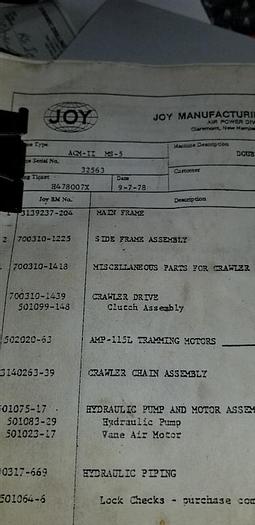 JOY
JOY MANUFACTURI
AIR POWER DIV
Claremont, New Hamp
Type
Machine Description
ACM-II MS-5
DOUB
Serial No.
32563
Customer
Ticket
Date
H478007X
9-7-78
Joy BM No.
Description
3139237-204 MAIN FRAME
2 700310-1225 SIDE FRAME ASSEMBLY
700310-1418 MISCELLANEOUS PARTS FOR CRAWLER
700310-1439 CRAWLER DRIVE
501099-148 Clutch Assembly
502020-63 AMP-115L TRAMMING MOTORS
3140263-39 CRAWLER CHAIN ASSEMBLY
501075-17 HYDRAULIC PUMP AND MOTOR ASSEM
501083-29 Hydraulic Pump
501023-17 Vane Air Motor
00317-669 HYDRAULIC PIPING
501064-6 Lock Checks - purchase com